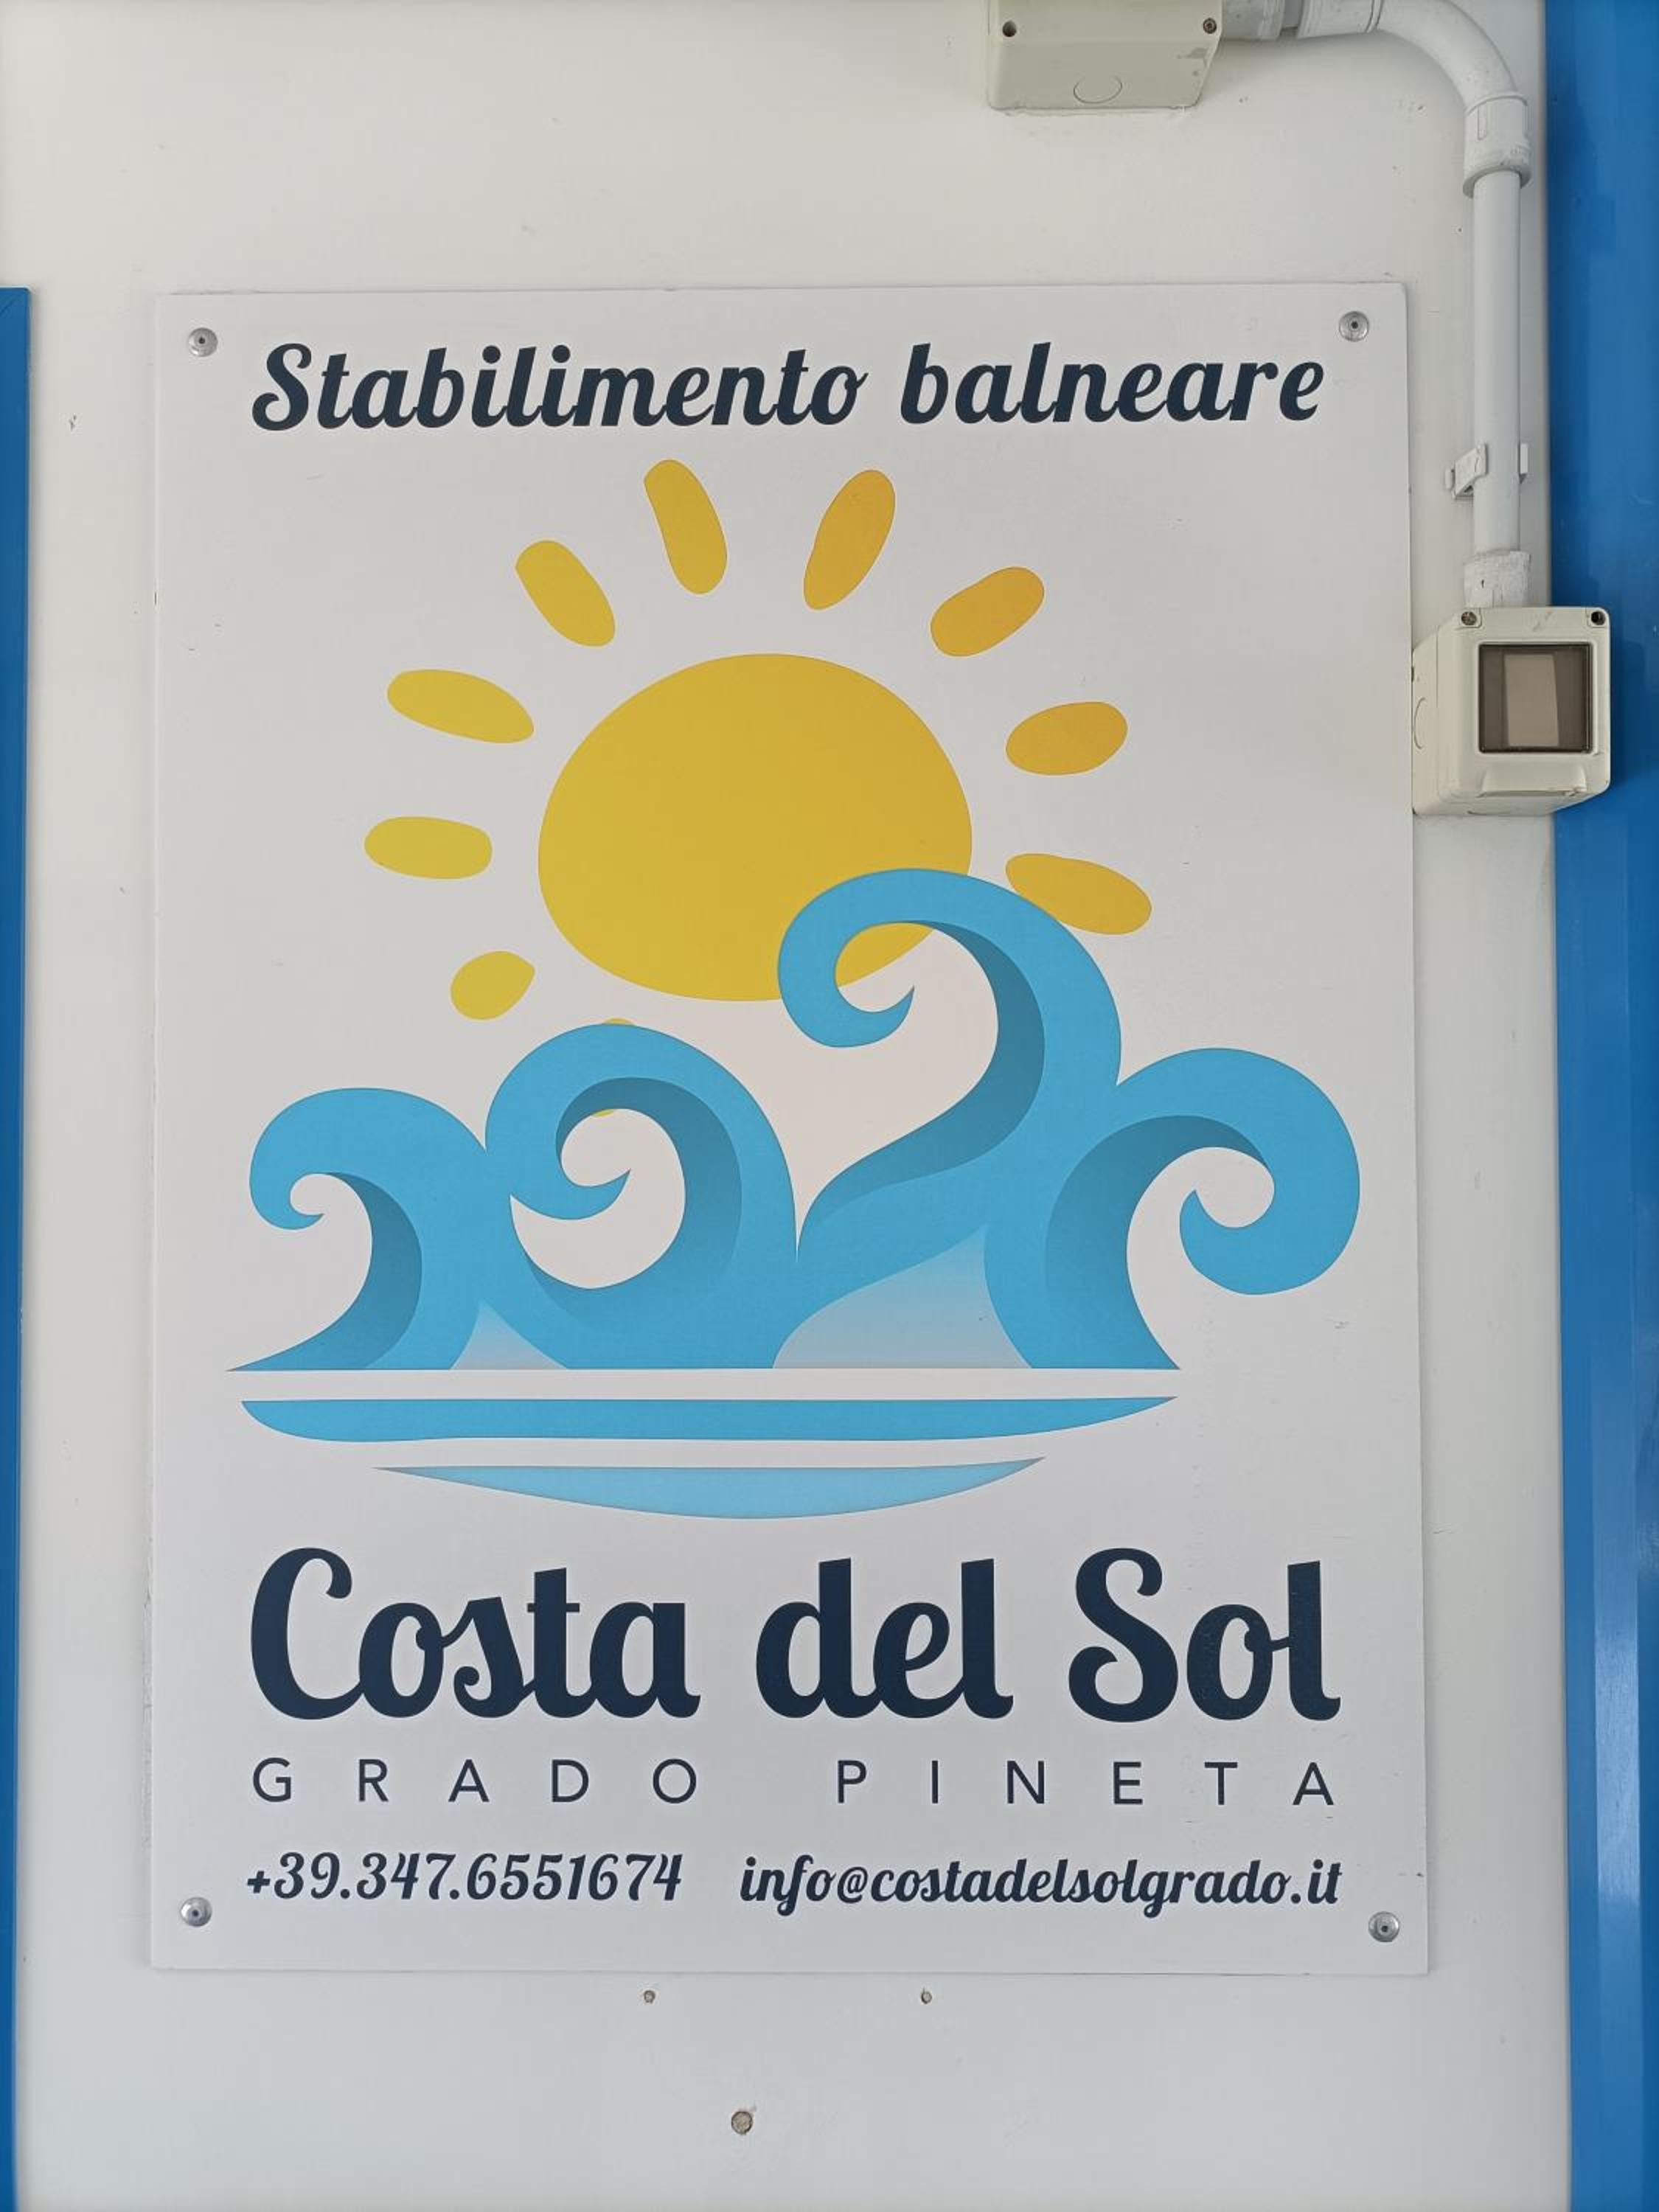 Stabilimento balneare
Costa del Sol
GRADO PINETA
+39.347.6551674 info@costadelsolgrado.it